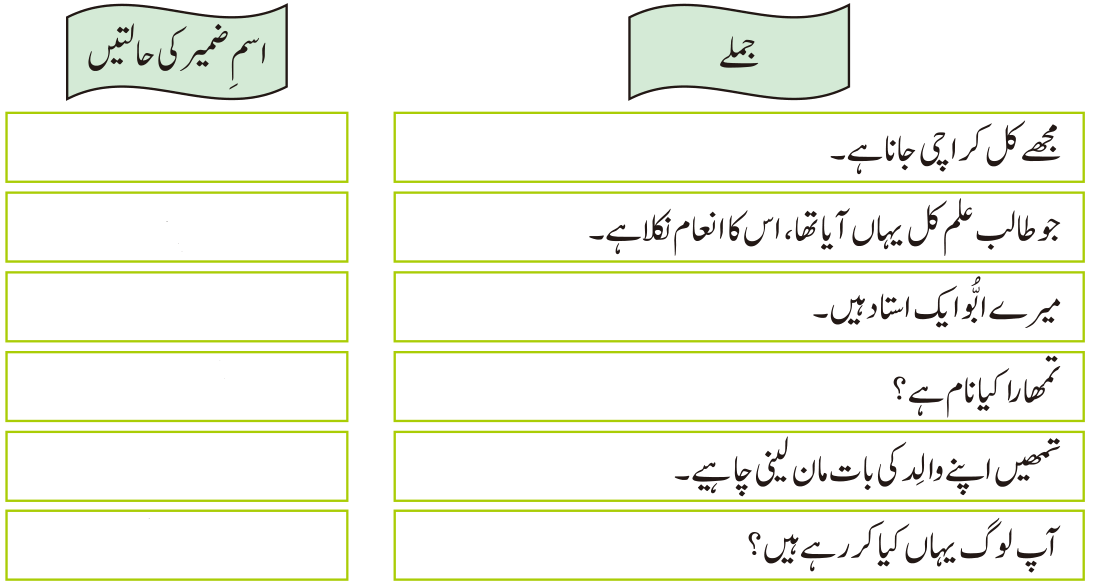 جملے
اسمِ ضمیر کی حالتیں
مجھے کل کراچی جانا ہے۔
جو طالب علم کل یہاں آیا تھا، اس کا انعام نکلا ہے۔
میرے ابُّو ایک استاد ہیں۔
تمھارا کیا نام ہے؟
تمھیں اپنے والِد کی بات مان لینی چاہیے۔
آپ لوگ یہاں کیا کر رہے ہیں؟